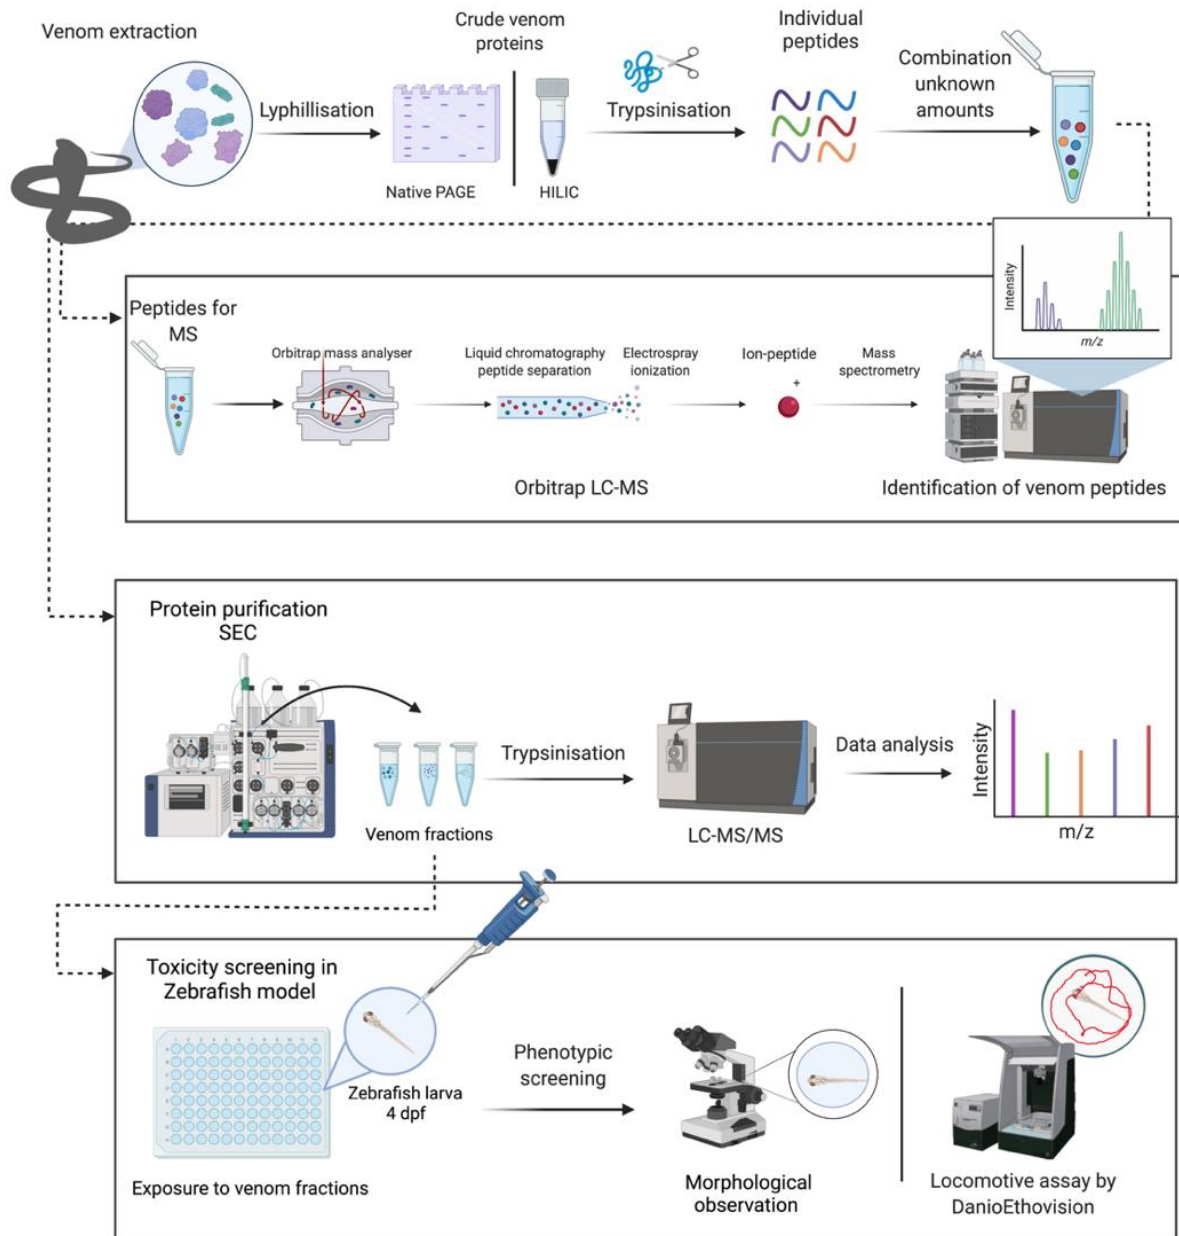 Venom extraction
Crude venom
proteins
Individual
peptides
Combination
unknown
amounts
Lyphillisation
Trypsinisation
Native PAGE
HILIC
Intensity
m/z
Peptides for
MS
Orbitrap mass analyser
Liquid chromatography
peptide separation
Electrospray
ionization
Ion-peptide
+
Mass
spectrometry
Orbitrap LC-MS
Identification of venom peptides
Protein purification
SEC
Trypsinisation
Data analysis
Venom fractions
LC-MS/MS
Intensity
m/z
Toxicity screening in
Zebrafish model
Zebrafish larva
4 dpf
Phenotypic
screening
Exposure to venom fractions
Morphological
observation
Locomotive assay by
DanioEthovision